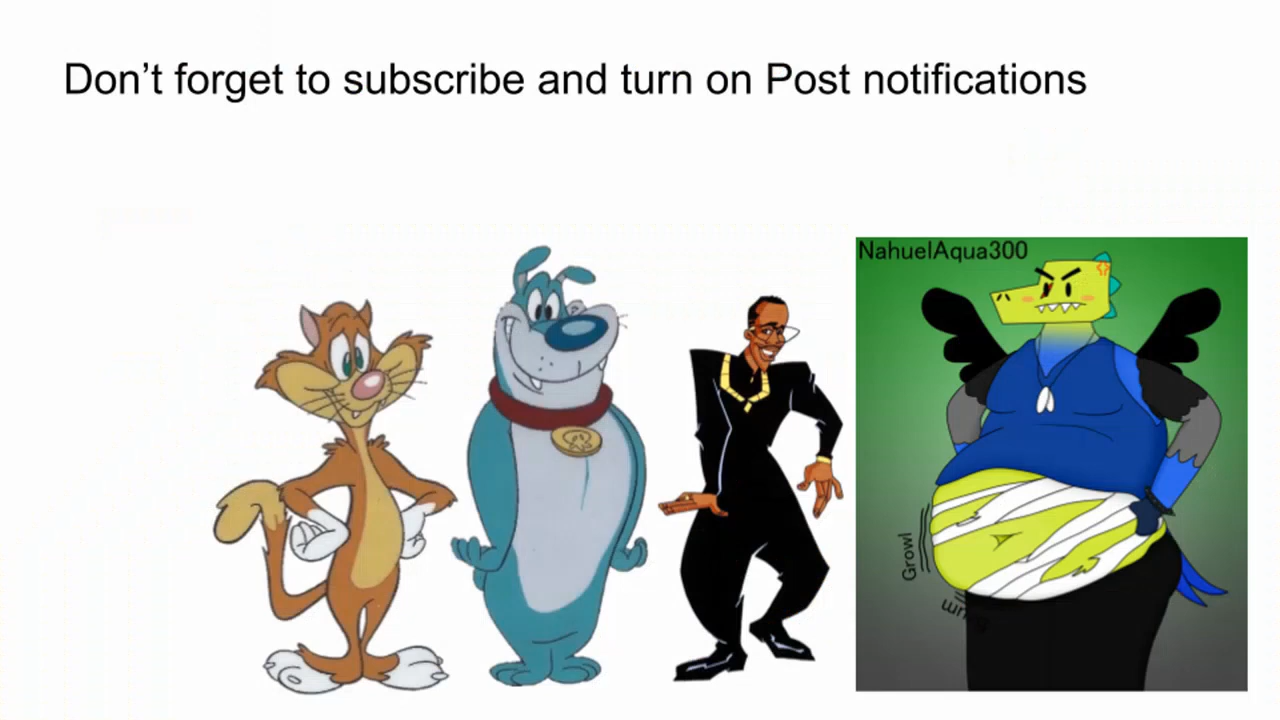 Don’t forget to subscribe and turn on Post notifications
NahuelAqua300
Growl